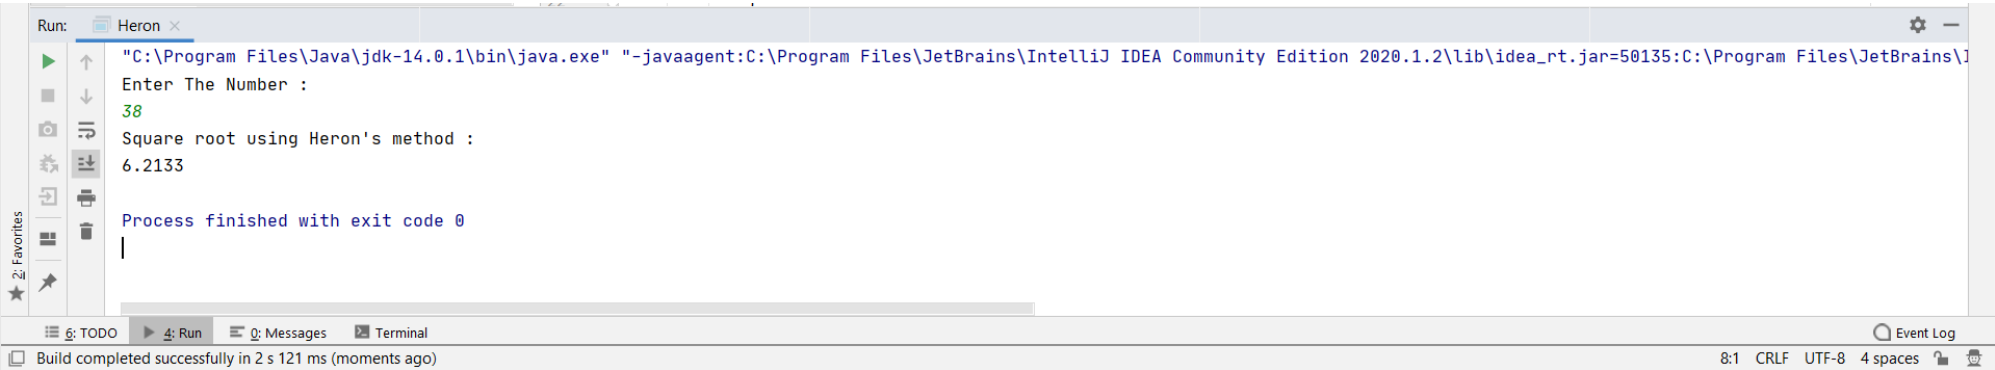 Run: Heron
"C:\Program Files\Java\jdk-14.0.1\bin\java.exe" "-javaagent:C:\Program Files\JetBrains\IntelliJ IDEA Community Edition 2020.1.2\lib\idea_rt.jar=50135:C:\Program Files\JetBrains\
Enter The Number :
38
Square root using Heron's method :
6.2133
Process finished with exit code 0
2: Favorites
6: TODO 4: Run 0: Messages Terminal Event Log
Build completed successfully in 2 s 121 ms (moments ago) 8:1 CRLF UTF-8 4 spaces